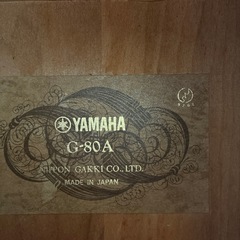 YAMAHA
G-80A
NIPPON GAKKI CO., LTD.
MADE IN JAPAN